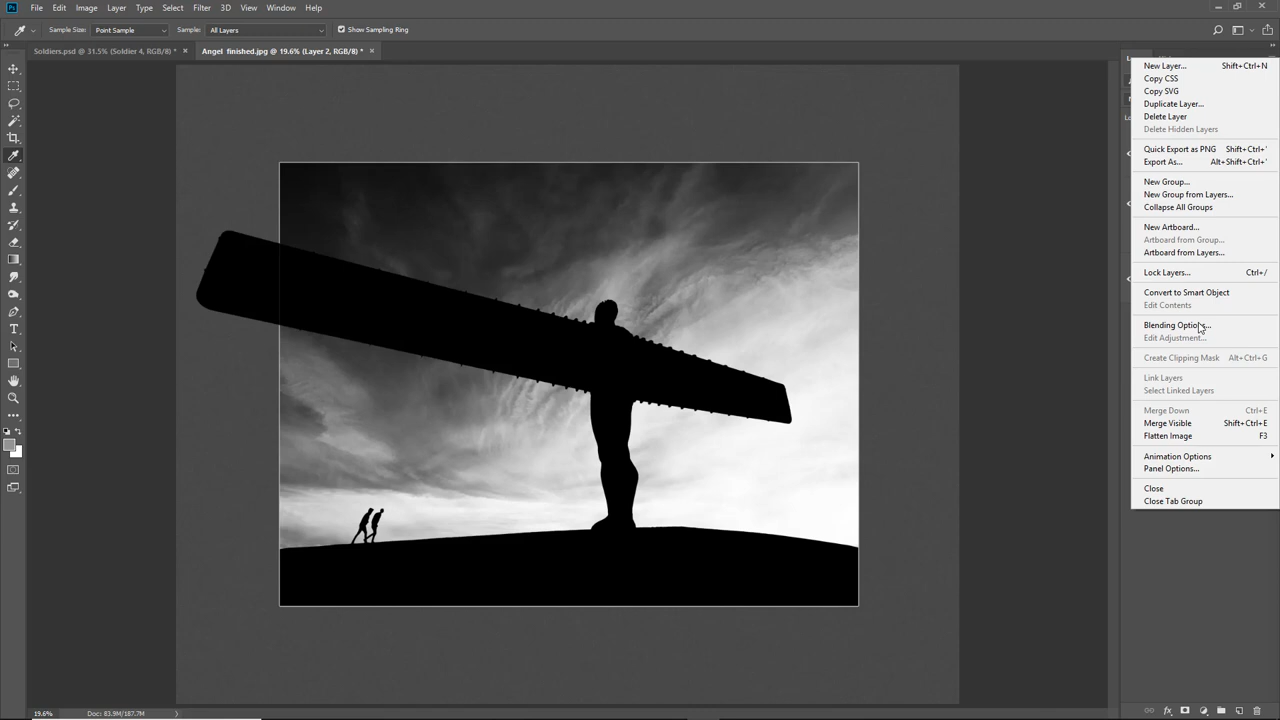 Ps File Edit Image Layer Type Select Filter 3D View Window Help
Sample Size: Point Sample Sample: All Layers Show Sampling Ring
Soldiers.psd @ 31.5% (Soldier 4, RGB/8) * × Angel finished.jpg @ 19.6% (Layer 2, RGB/8) * ×
New Layer... Shift+Ctrl+N
Copy CSS
Copy SVG
Duplicate Layer...
Delete Layer
Delete Hidden Layers
Quick Export as PNG Shift+Ctrl+'
Export As... Alt+Shift+Ctrl+'
New Group...
New Group from Layers...
Collapse All Groups
New Artboard...
Artboard from Group...
Artboard from Layers...
Lock Layers... Ctrl+/
Convert to Smart Object
Edit Contents
Blending Options...
Edit Adjustment...
Create Clipping Mask Alt+Ctrl+G
Link Layers
Select Linked Layers
Merge Down Ctrl+E
Merge Visible Shift+Ctrl+E
Flatten Image F3
Animation Options
Panel Options...
Close
Close Tab Group
19.6% Doc: 83.9M/187.7M